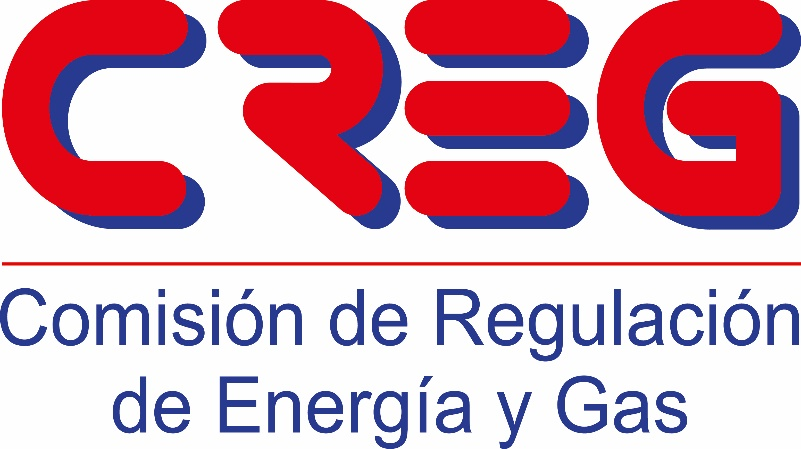 CREG
Comisión de Regulación
de Energía y Gas